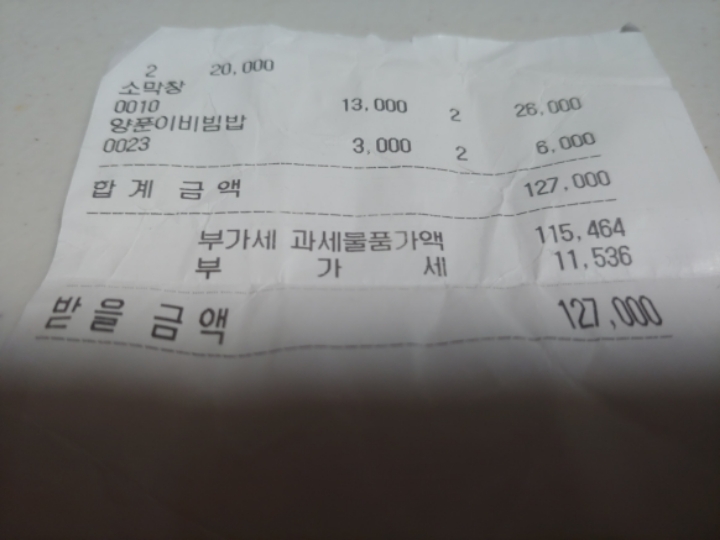 2 20,000
소막창
0010 13,000 2 26,000
양푼이비빔밥
0023 3,000 2 6,000
합 계 금 액 127,000
부가세 과세물품가액 115,464
부 가 세 11,536
받 을 금 액 127,000